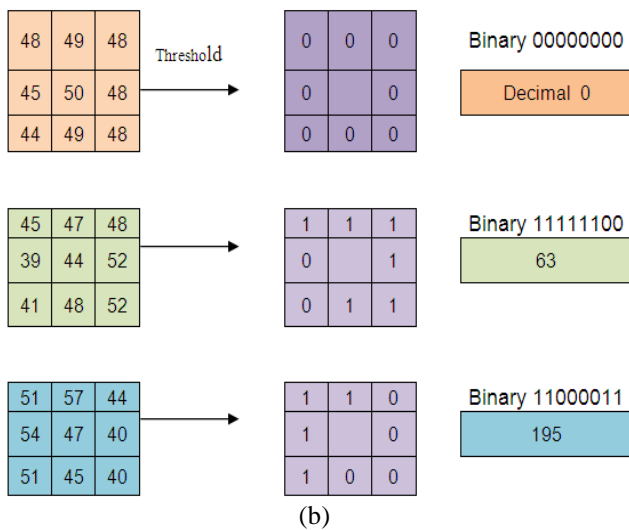 48 49 48
45 50 48
44 49 48
Threshold
0 0 0
0 0
0 0 0
Binary 00000000
Decimal 0
45 47 48
39 44 52
41 48 52
1 1 1
0 1
0 1 1
Binary 11111100
63
51 57 44
54 47 40
51 45 40
1 1 0
1 0
1 0 0
Binary 11000011
195
(b)